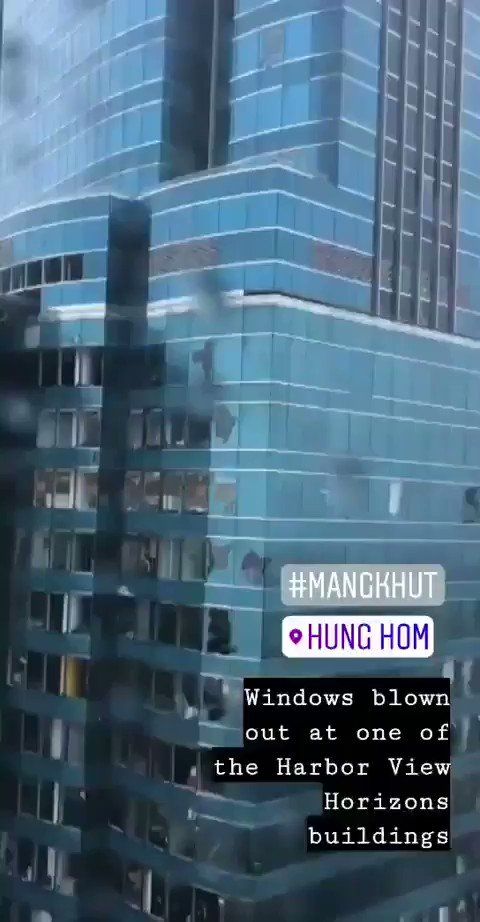 #MANGKHUT
HUNG HOM
Windows blown
out at one of
the Harbor View
Horizons
buildings